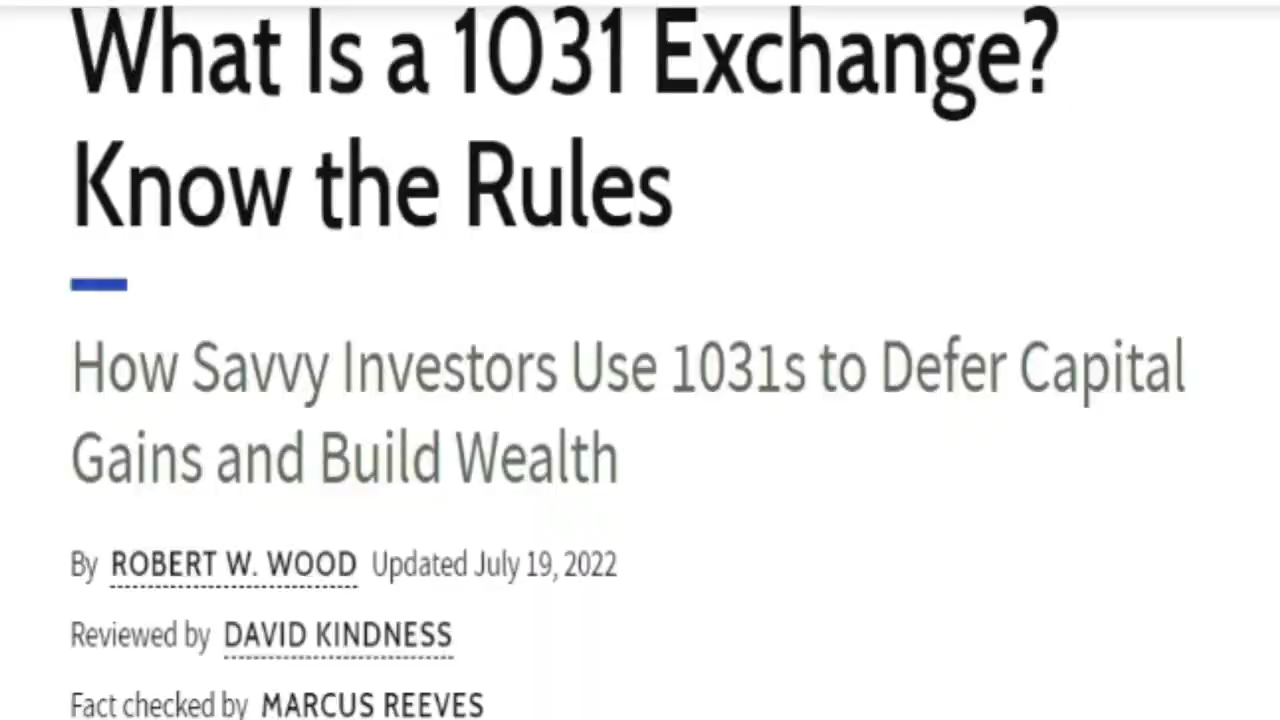 What Is a 1031 Exchange?
Know the Rules
How Savvy Investors Use 1031s to Defer Capital
Gains and Build Wealth
By ROBERT W. WOOD Updated July 19, 2022
Reviewed by DAVID KINDNESS
Fact checked by MARCUS REEVES